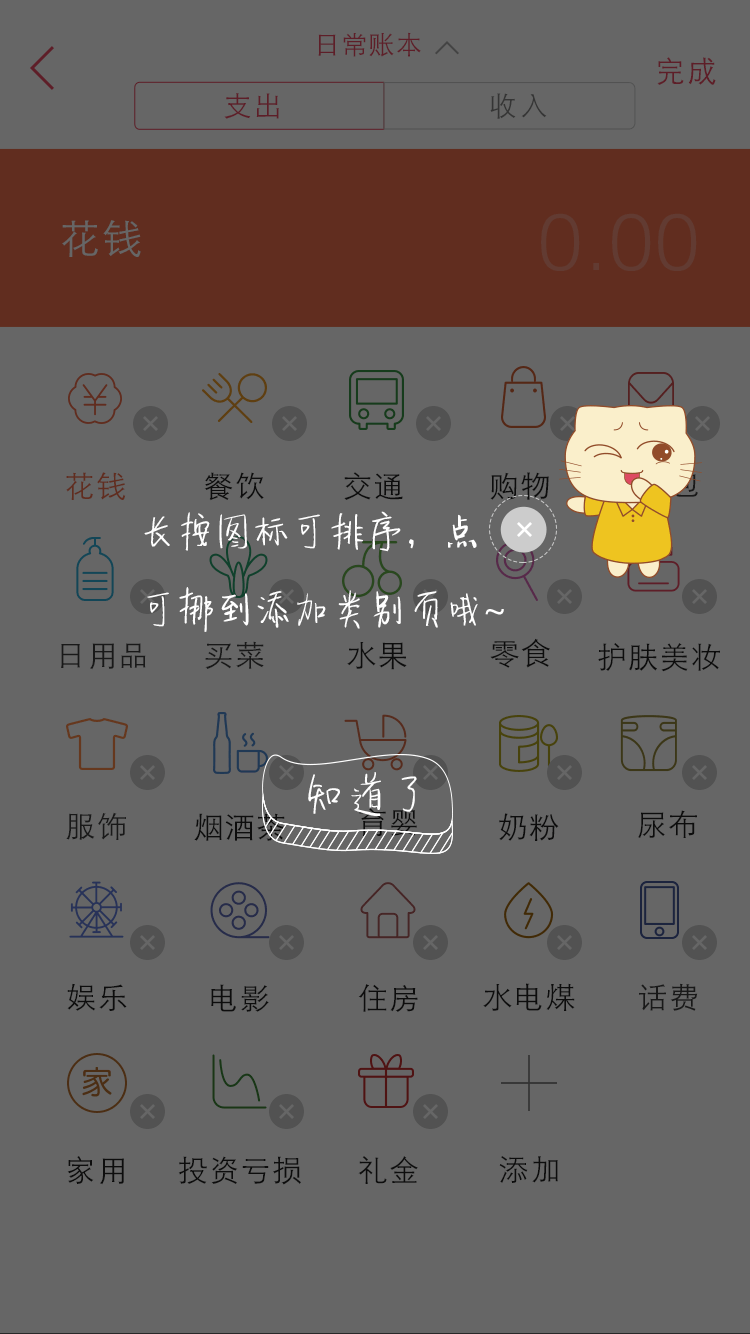 日常账本
完成
支出 收入
花钱 0.00
花钱 餐饮 交通 购物 包
长按图标可排序，点
可挪到添加类别页哦~
日用品 买菜 水果 零食 护肤美妆
服饰 烟酒茶 育婴 奶粉 尿布
知道了
娱乐 电影 住房 水电煤 话费
家
家用 投资亏损 礼金 添加